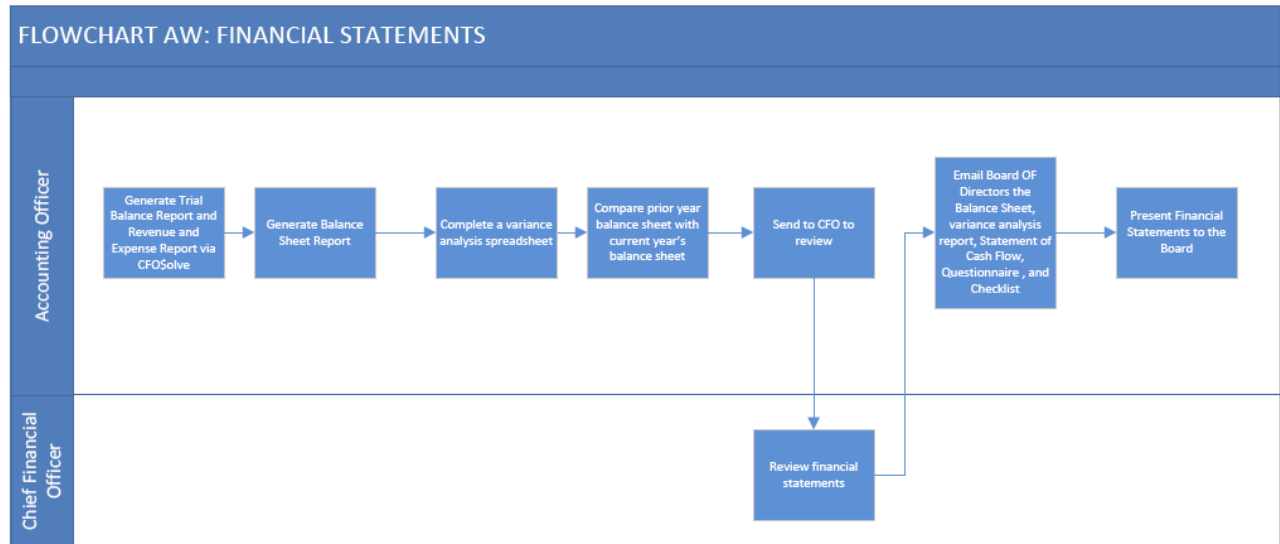 FLOWCHART AW: FINANCIAL STATEMENTS
Accounting Officer
Generate Trial
Balance Report and
Revenue and
Expense Report via
CFO$olve
Generate Balance
Sheet Report
Complete a variance
analysis spreadsheet
Compare prior year
balance sheet with
current year's
balance sheet
Send to CFO to
review
Email Board OF
Directors the
Balance Sheet,
variance analysis
report, Statement of
Cash Flow,
Questionnaire , and
Checklist
Present Financial
Statements to the
Board
Chief Financial
Officer
Review financial
statements